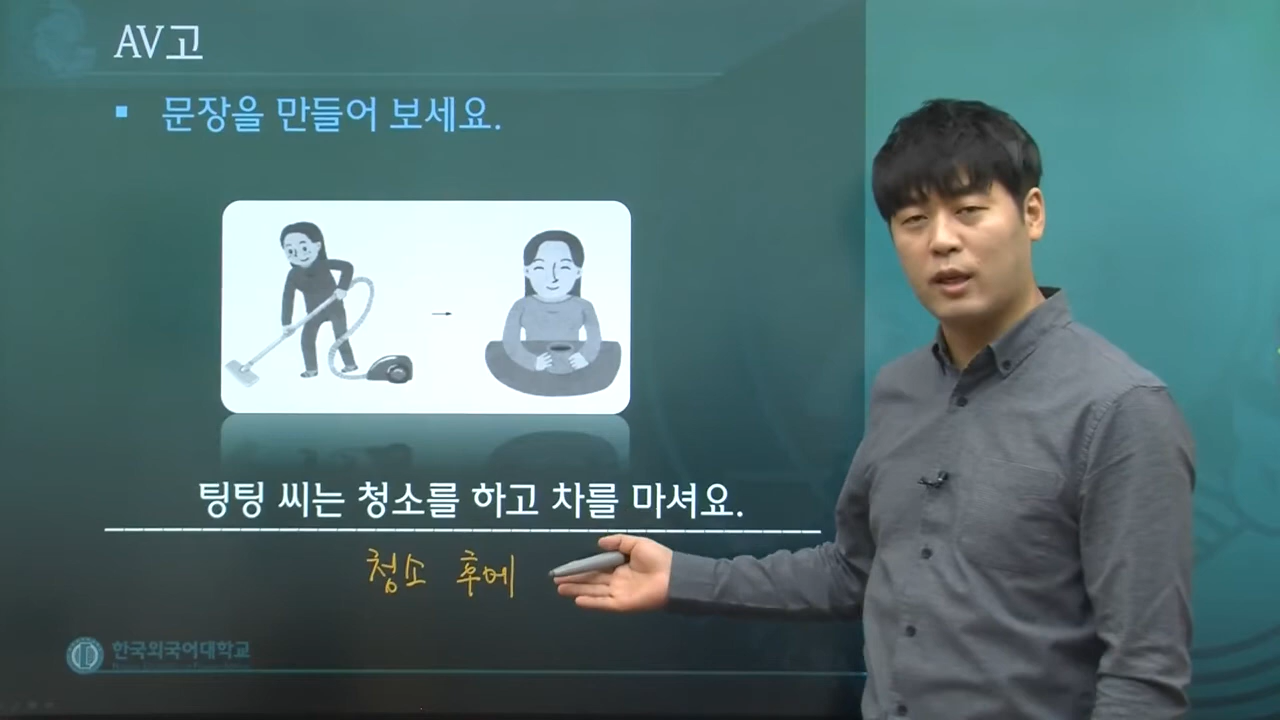 AV고
▪ 문장을 만들어 보세요.
팅팅 씨는 청소를 하고 차를 마셔요.
청소 후에
한국외국어대학교